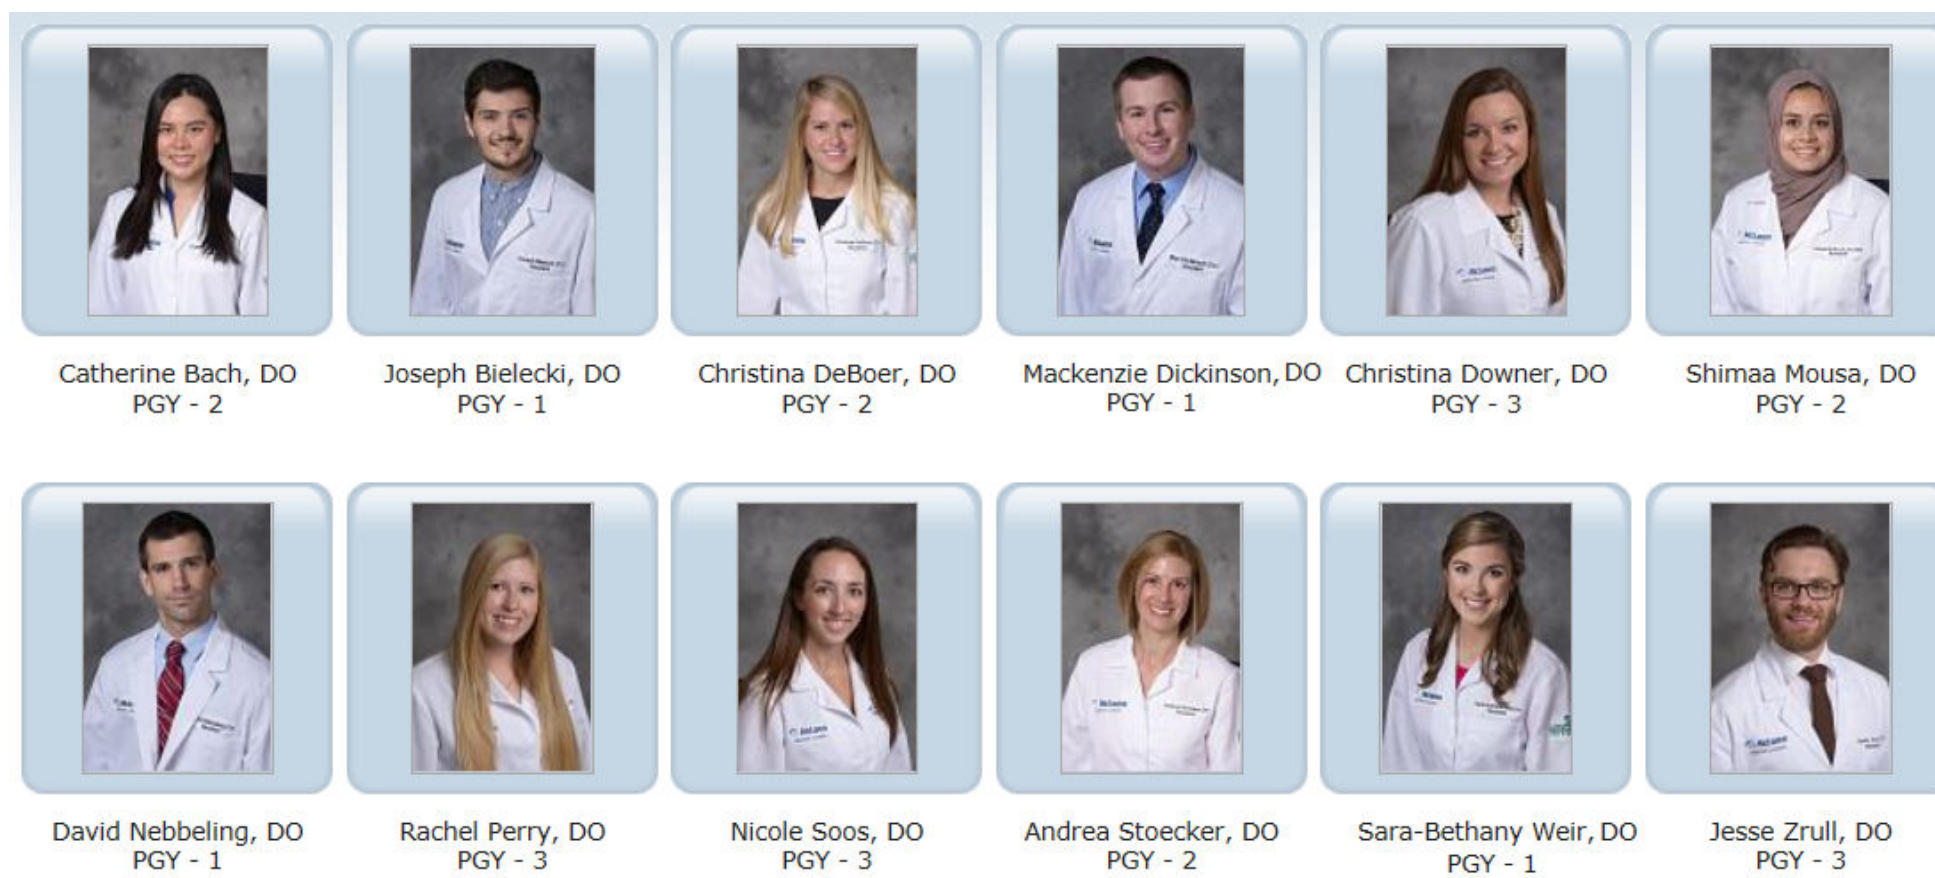 Catherine Bach, DO
PGY - 2
Joseph Bielecki, DO
PGY - 1
Christina DeBoer, DO
PGY - 2
Mackenzie Dickinson, DO
PGY - 1
Christina Downer, DO
PGY - 3
Shimaa Mousa, DO
PGY - 2
David Nebbeling, DO
PGY - 1
Rachel Perry, DO
PGY - 3
Nicole Soos, DO
PGY - 3
Andrea Stoecker, DO
PGY - 2
Sara-Bethany Weir, DO
PGY - 1
Jesse Zrull, DO
PGY - 3